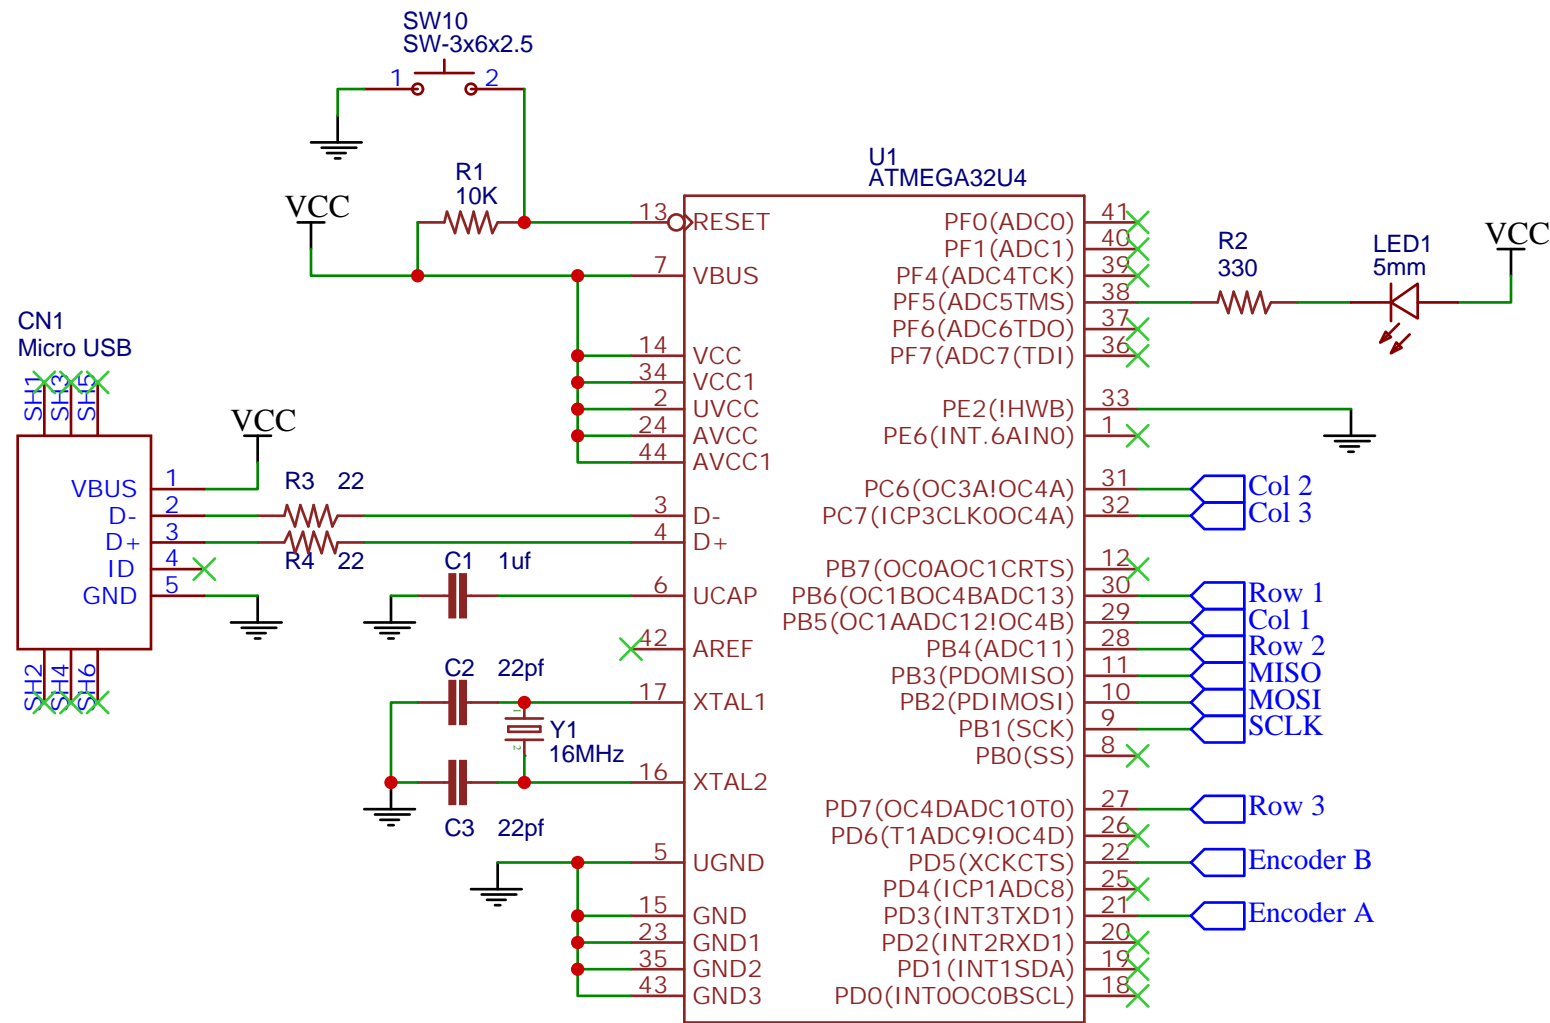 SW10
SW-3x6x2.5
1 2
R1
10K
VCC
CN1
Micro USB
SH1 SH3 SH5
VBUS 1
D- 2
D+ 3
ID 4
GND 5
SH2 SH4 SH6
VCC
R3 22
R4 22
C1 1uf
C2 22pf
1
2
Y1
16MHz
C3 22pf
U1
ATMEGA32U4
13 RESET
7 VBUS
14 VCC
34 VCC1
2 UVCC
24 AVCC
44 AVCC1
3 D-
4 D+
6 UCAP
42 AREF
17 XTAL1
16 XTAL2
5 UGND
15 GND
23 GND1
35 GND2
43 GND3
PF0(ADC0) 41
PF1(ADC1) 40
PF4(ADC4TCK) 39
PF5(ADC5TMS) 38
PF6(ADC6TDO) 37
PF7(ADC7(TDI) 36
PE2(!HWB) 33
PE6(INT.6AIN0) 1
PC6(OC3A!OC4A) 31 Col 2
PC7(ICP3CLK0OC4A) 32 Col 3
PB7(OC0AOC1CRTS) 12
PB6(OC1BOC4BADC13) 30 Row 1
PB5(OC1AADC12!OC4B) 29 Col 1
PB4(ADC11) 28 Row 2
PB3(PDOMISO) 11 MISO
PB2(PDIMOSI) 10 MOSI
PB1(SCK) 9 SCLK
PB0(SS) 8
PD7(OC4DADC10T0) 27 Row 3
PD6(T1ADC9!OC4D) 26
PD5(XCKCTS) 22 Encoder B
PD4(ICP1ADC8) 25
PD3(INT3TXD1) 21 Encoder A
PD2(INT2RXD1) 20
PD1(INT1SDA) 19
PD0(INT0OC0BSCL) 18
R2
330
LED1
5mm
VCC